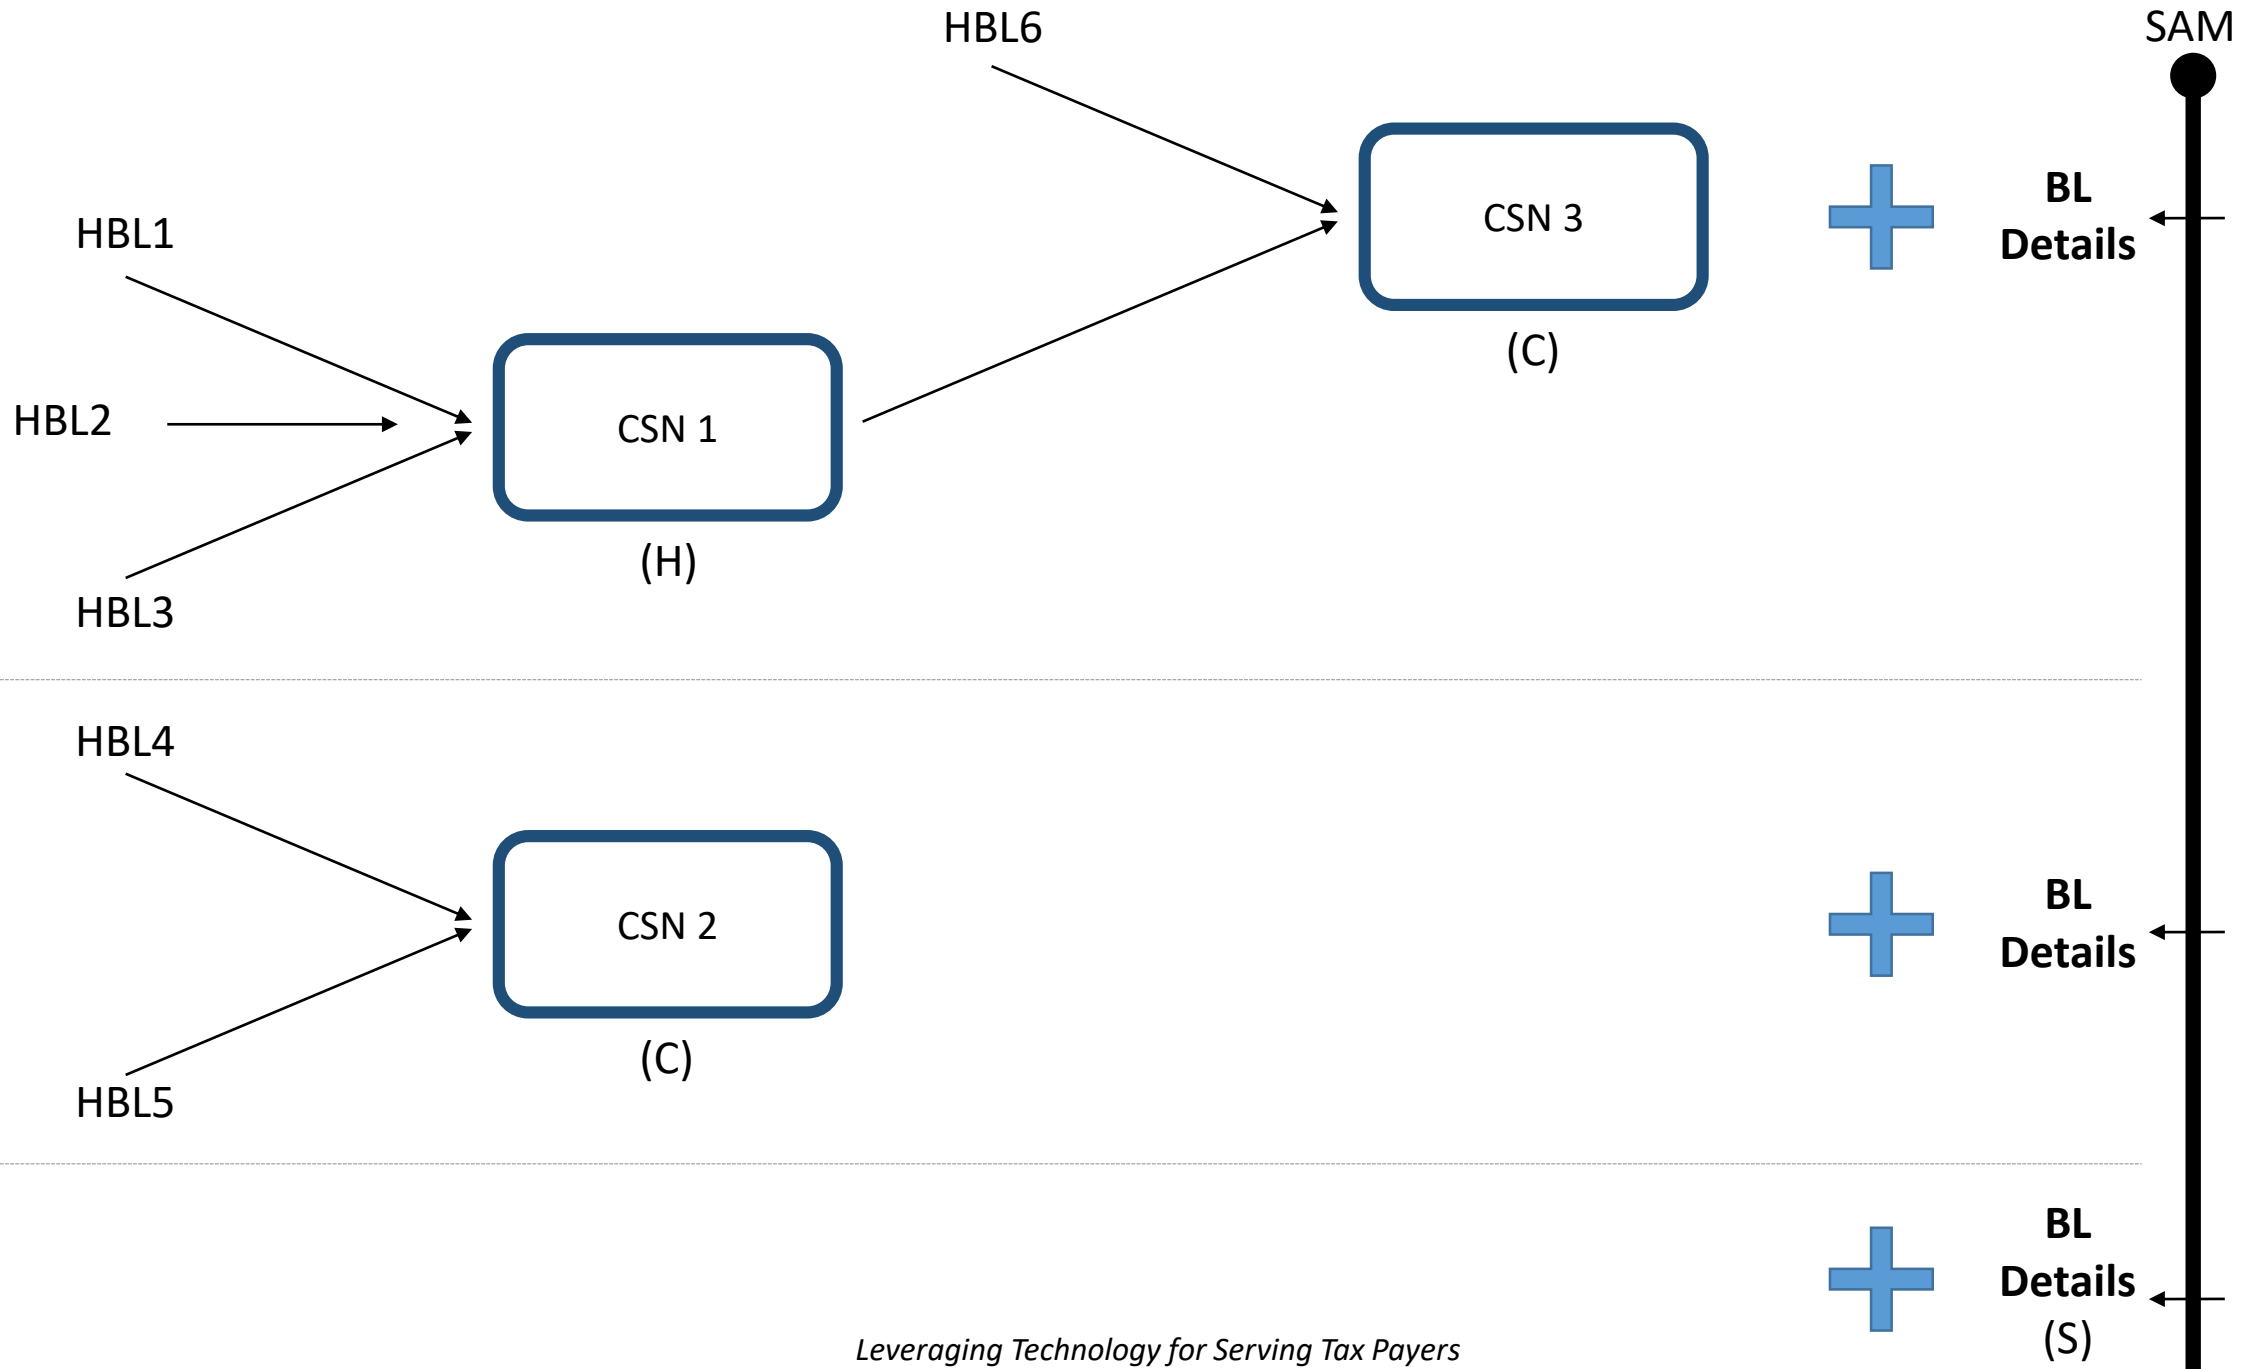 HBL6
SAM
HBL1
CSN 3
BL
Details
(C)
HBL2
CSN 1
(H)
HBL3
HBL4
CSN 2
BL
Details
(C)
HBL5
BL
Details
(S)
Leveraging Technology for Serving Tax Payers